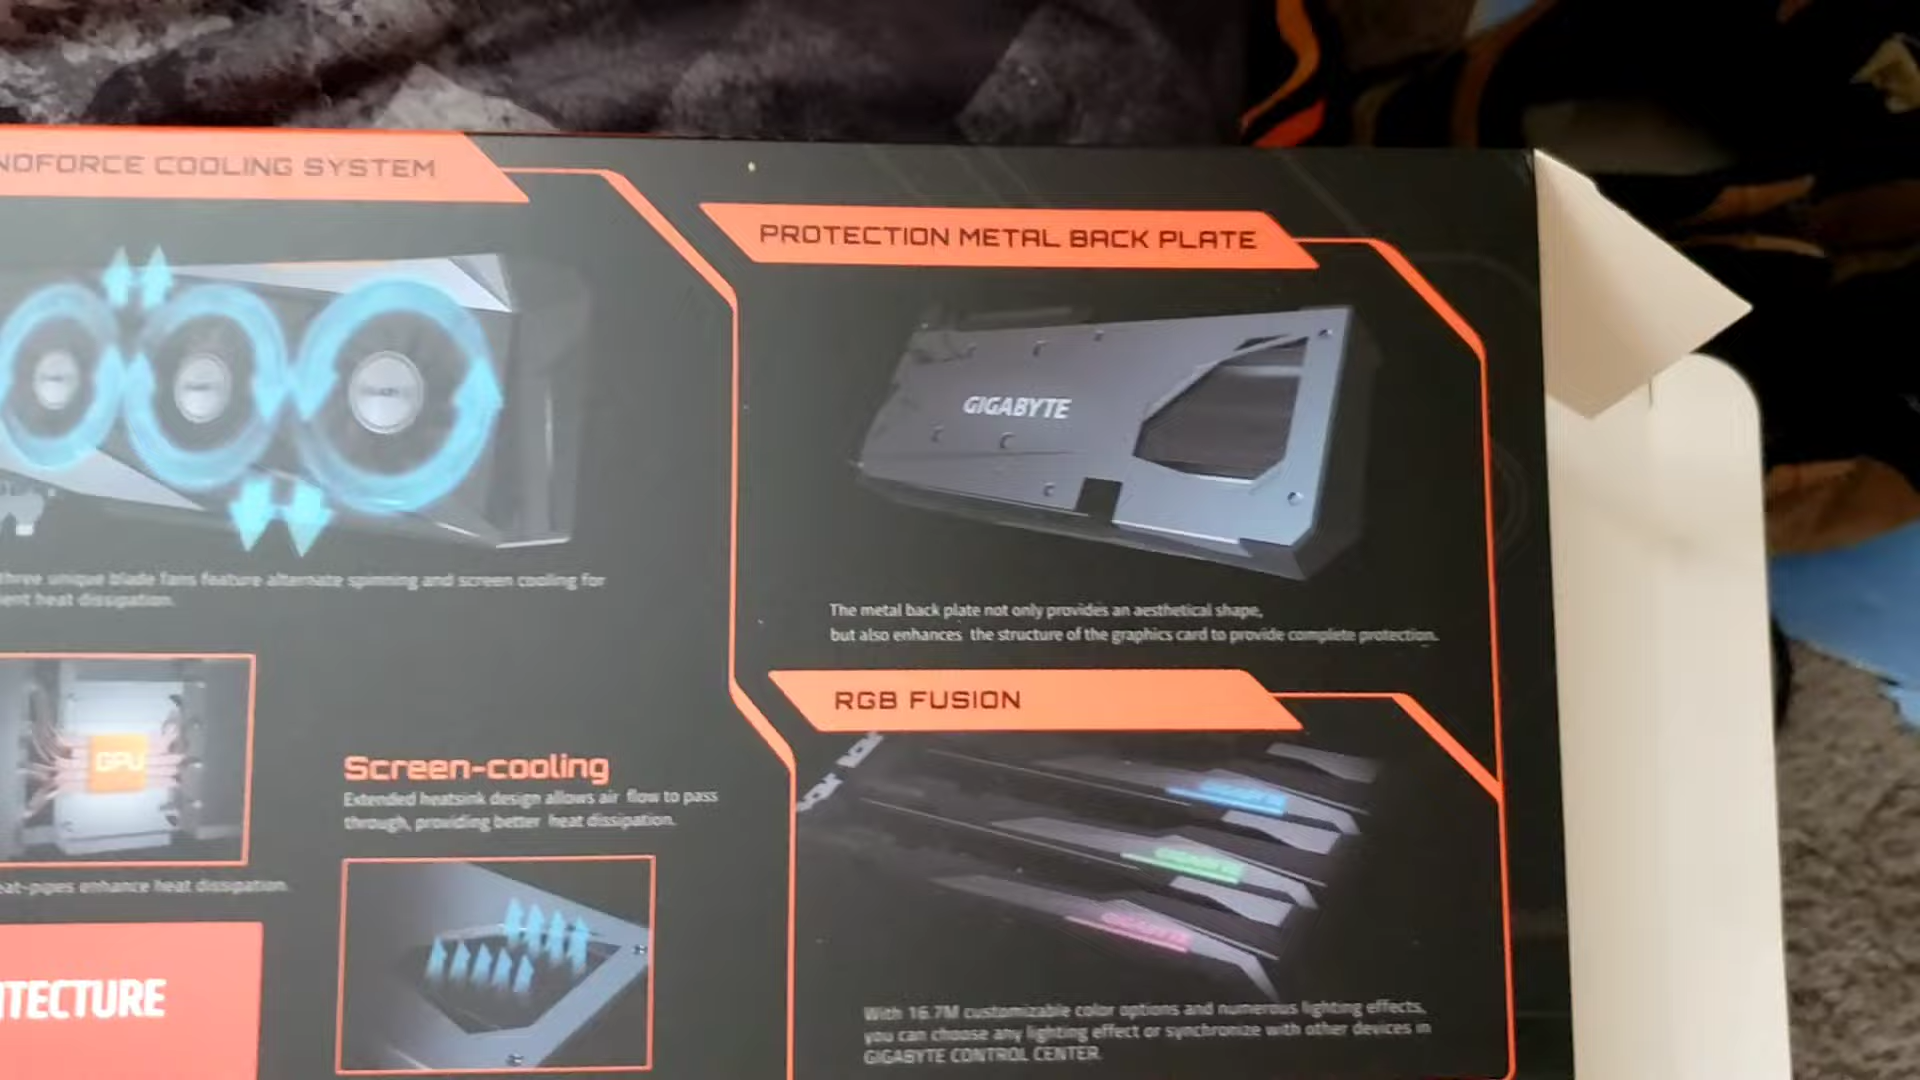 NDFORCE COOLING SYSTEM
three unique blade fans feature alternate spinning and screen cooling for
ent heat dissipation.
GPU
eat-pipes enhance heat dissipation.
ITECTURE
Screen-cooling
Extended heatsink design allows air flow to pass
through, providing better heat dissipation.
PROTECTION METAL BACK PLATE
GIGABYTE
The metal back plate not only provides an aesthetical shape,
but also enhances the structure of the graphics card to provide complete protection.
RGB FUSION
With 16.7M customizable color options and numerous lighting effects,
you can choose any lighting effect or synchronize with other devices in
GIGABYTE CONTROL CENTER.